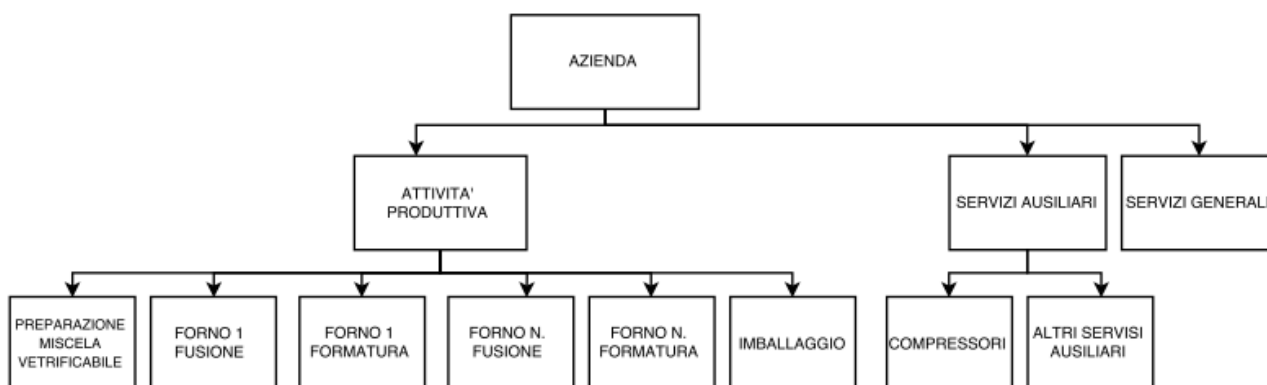 AZIENDA
ATTIVITA'
PRODUTTIVA
SERVIZI AUSILIARI
SERVIZI GENERALI
PREPARAZIONE
MISCELA
VETRIFICABILE
FORNO 1
FUSIONE
FORNO 1
FORMATURA
FORNO N.
FUSIONE
FORNO N.
FORMATURA
IMBALLAGGIO
COMPRESSORI
ALTRI SERVISI
AUSILIARI